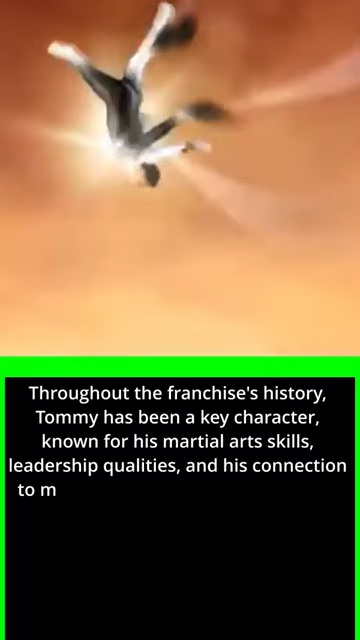 Throughout the franchise's history,
Tommy has been a key character,
known for his martial arts skills,
leadership qualities, and his connection
to m